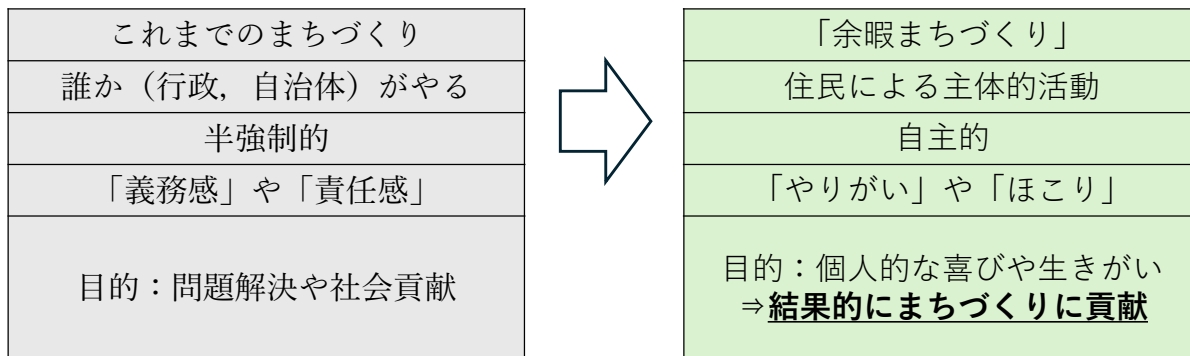 これまでのまちづくり
誰か（行政，自治体）がやる
半強制的
「義務感」や「責任感」
目的：問題解決や社会貢献
「余暇まちづくり」
住民による主体的活動
自主的
「やりがい」や「ほこり」
目的：個人的な喜びや生きがい
⇒結果的にまちづくりに貢献